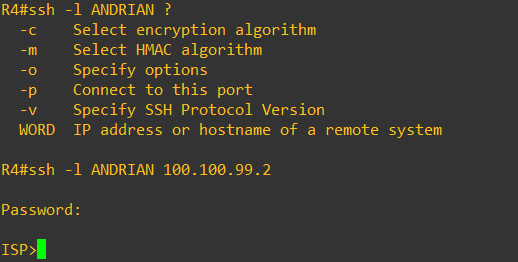 R4#ssh -l ANDRIAN ?
-c Select encryption algorithm
-m Select HMAC algorithm
-o Specify options
-p Connect to this port
-v Specify SSH Protocol Version
WORD IP address or hostname of a remote system
R4#ssh -l ANDRIAN 100.100.99.2
Password:
ISP>